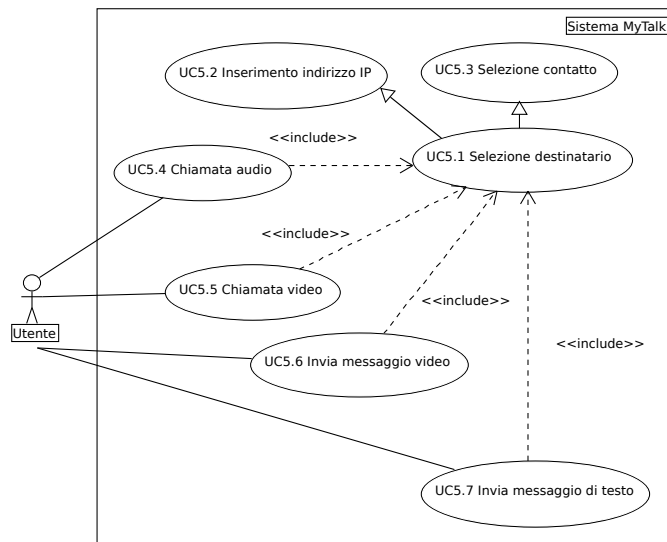 Sistema MyTalk
UC5.2 Inserimento indirizzo IP
UC5.3 Selezione contatto
<<include>>
UC5.1 Selezione destinatario
UC5.4 Chiamata audio
<<include>>
UC5.5 Chiamata video
<<include>>
Utente
<<include>>
UC5.6 Invia messaggio video
UC5.7 Invia messaggio di testo